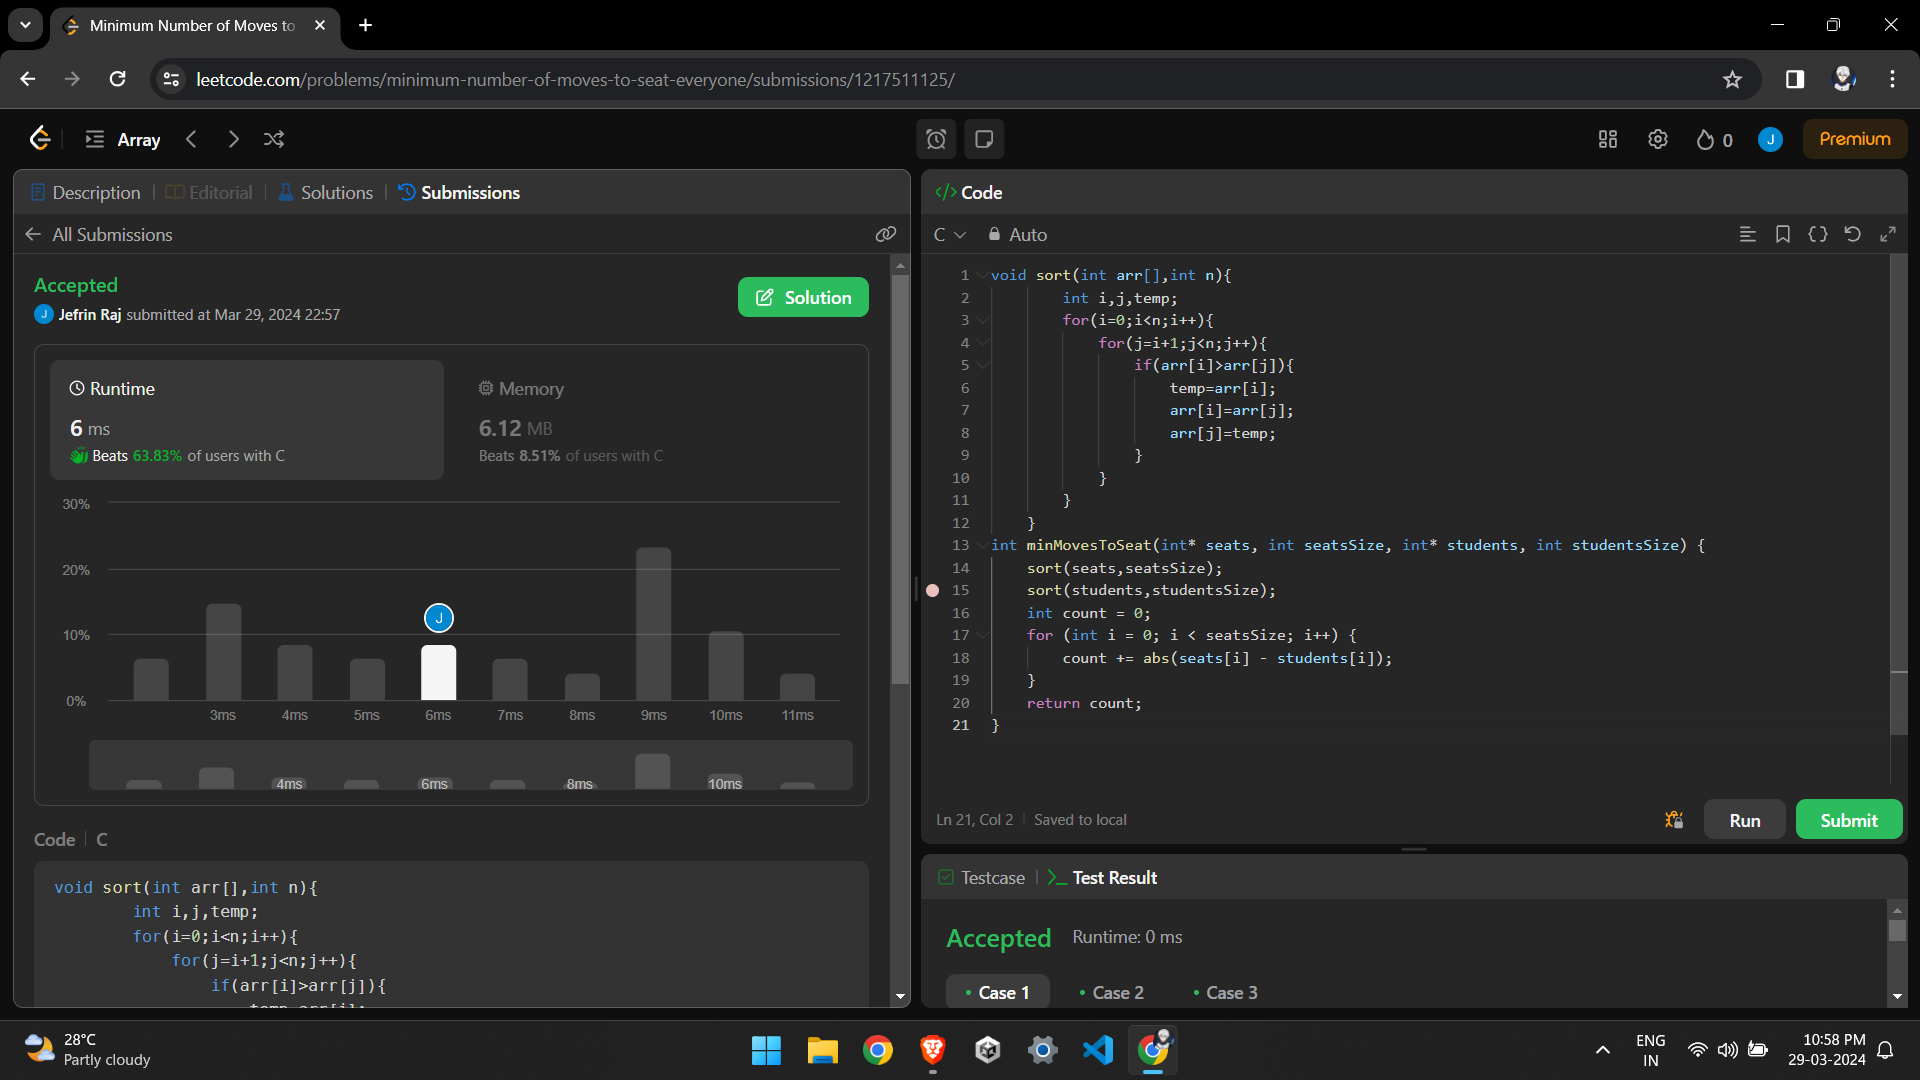 Minimum Number of Moves to
leetcode.com/problems/minimum-number-of-moves-to-seat-everyone/submissions/1217511125/
Array
0
J
Premium
Description
Editorial
Solutions
Submissions
All Submissions
Accepted
Solution
J Jefrin Raj submitted at Mar 29, 2024 22:57
Runtime
6 ms
Beats 63.83% of users with C
Memory
6.12 MB
Beats 8.51% of users with C
30%
20%
10%
0%
J
3ms 4ms 5ms 6ms 7ms 8ms 9ms 10ms 11ms
4ms 6ms 8ms 10ms
Code
C
void sort(int arr[],int n){
int i,j,temp;
for(i=0;i<n;i++){
for(j=i+1;j<n;j++){
if(arr[i]>arr[j]){
Code
C
Auto
1 void sort(int arr[],int n){
2 int i,j,temp;
3 for(i=0;i<n;i++){
4 for(j=i+1;j<n;j++){
5 if(arr[i]>arr[j]){
6 temp=arr[i];
7 arr[i]=arr[j];
8 arr[j]=temp;
9 }
10 }
11 }
12 }
13 int minMovesToSeat(int* seats, int seatsSize, int* students, int studentsSize) {
14 sort(seats,seatsSize);
15 sort(students,studentsSize);
16 int count = 0;
17 for (int i = 0; i < seatsSize; i++) {
18 count += abs(seats[i] - students[i]);
19 }
20 return count;
21 }
Ln 21, Col 2
Saved to local
Run
Submit
Testcase
Test Result
Accepted
Runtime: 0 ms
Case 1
Case 2
Case 3
28°C
Partly cloudy
ENG
IN
10:58 PM
29-03-2024